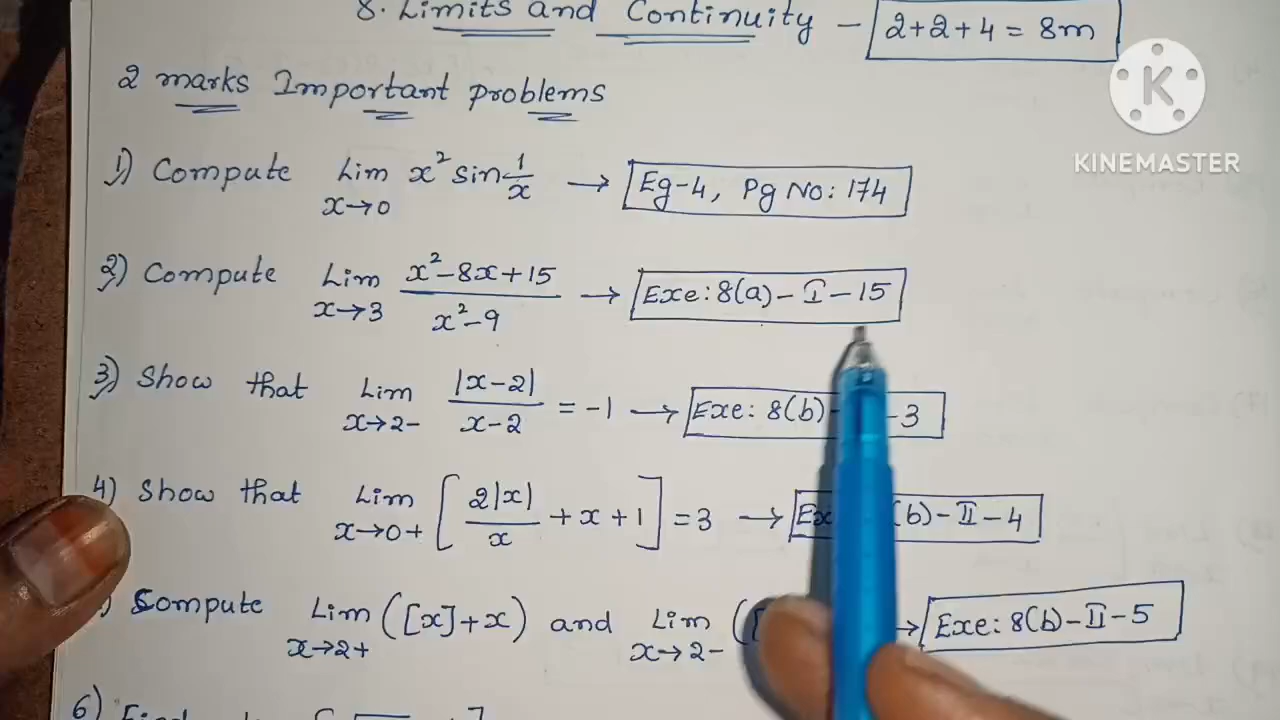 8. Limits and Continuity – 2+2+4 = 8m
2 marks Important problems
K
KINEMASTER
1) Compute Lim x→0 x² sin 1/x → Eg-4, Pg No: 174
2) Compute Lim x→3 (x²-8x+15)/(x²-9) → Exe: 8(a)-I-15
3) Show that Lim x→2- |x-2|/(x-2) = -1 → Exe: 8(b) -3
4) Show that Lim x→0+ [2|x|/x + x + 1] = 3 → (b)-II-4
) Compute Lim x→2+ ([x]+x) and Lim x→2- ([ → Exe: 8(b)-II-5
6)